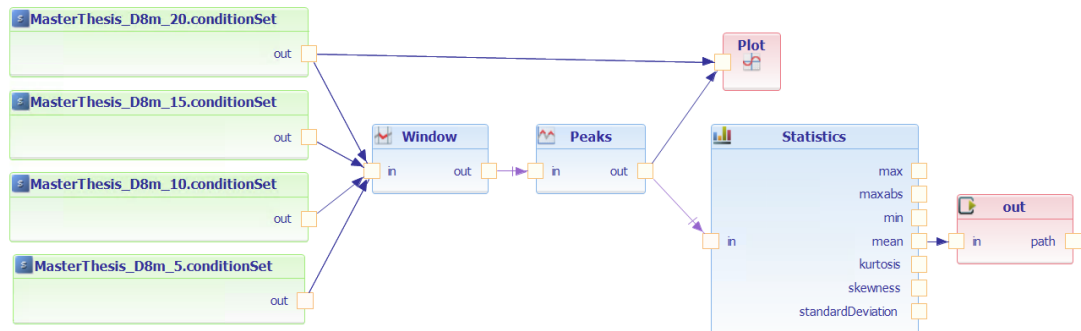 MasterThesis_D8m_20.conditionSet
out
MasterThesis_D8m_15.conditionSet
out
MasterThesis_D8m_10.conditionSet
out
MasterThesis_D8m_5.conditionSet
out
Window
in out
Peaks
in out
Plot
Statistics
max
maxabs
min
in mean
kurtosis
skewness
standardDeviation
out
in path